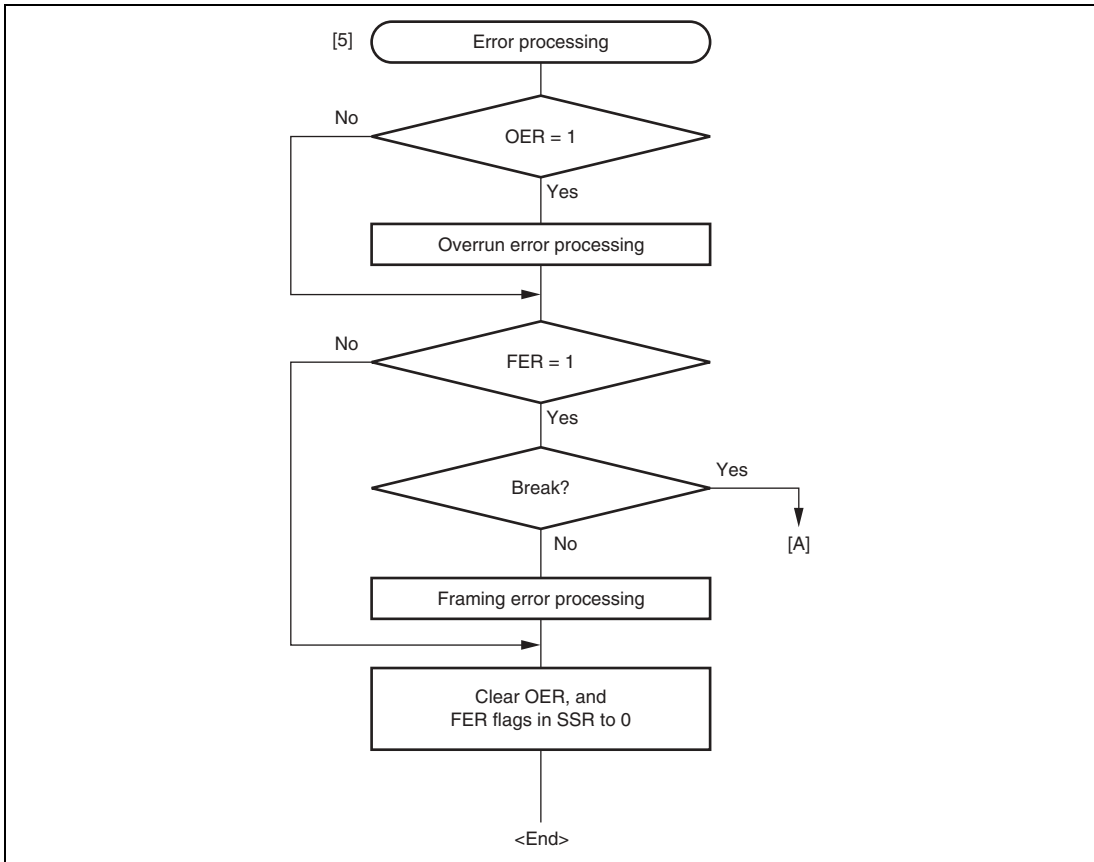 [5]
Error processing
No
OER = 1
Yes
Overrun error processing
No
FER = 1
Yes
Break?
Yes
No
[A]
Framing error processing
Clear OER, and
FER flags in SSR to 0
<End>